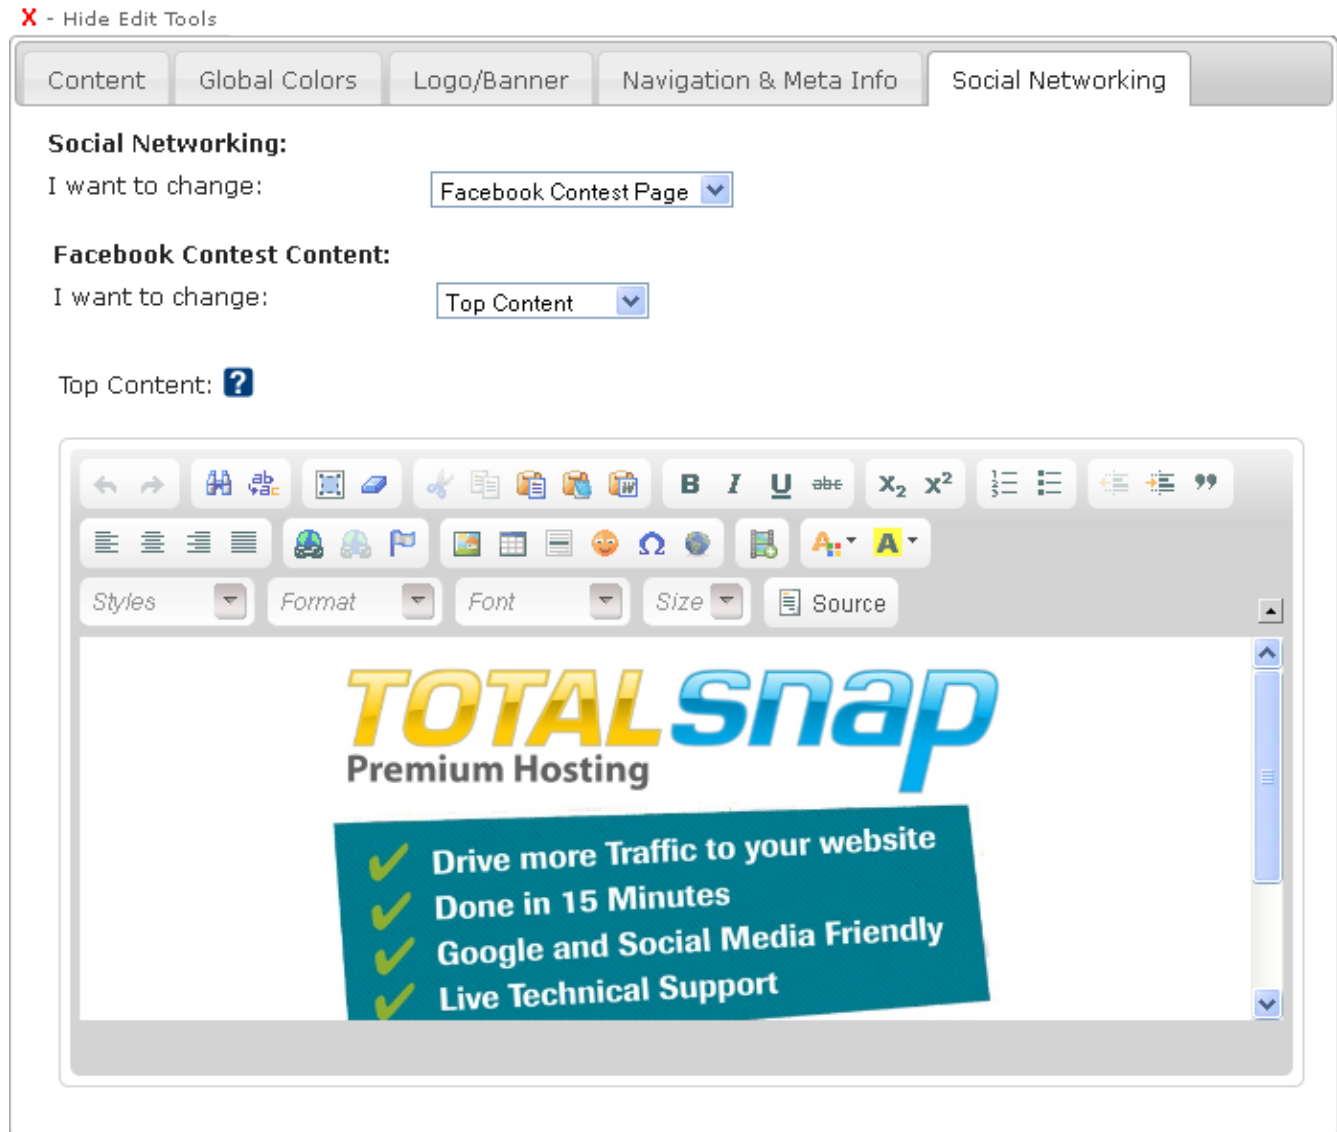 X - Hide Edit Tools
Content Global Colors Logo/Banner Navigation & Meta Info Social Networking
Social Networking:
I want to change: Facebook Contest Page
Facebook Contest Content:
I want to change: Top Content
Top Content: ?
B I U abc X₂ X²
A A
Styles Format Font Size Source
TOTALsnap
Premium Hosting
Drive more Traffic to your website
Done in 15 Minutes
Google and Social Media Friendly
Live Technical Support